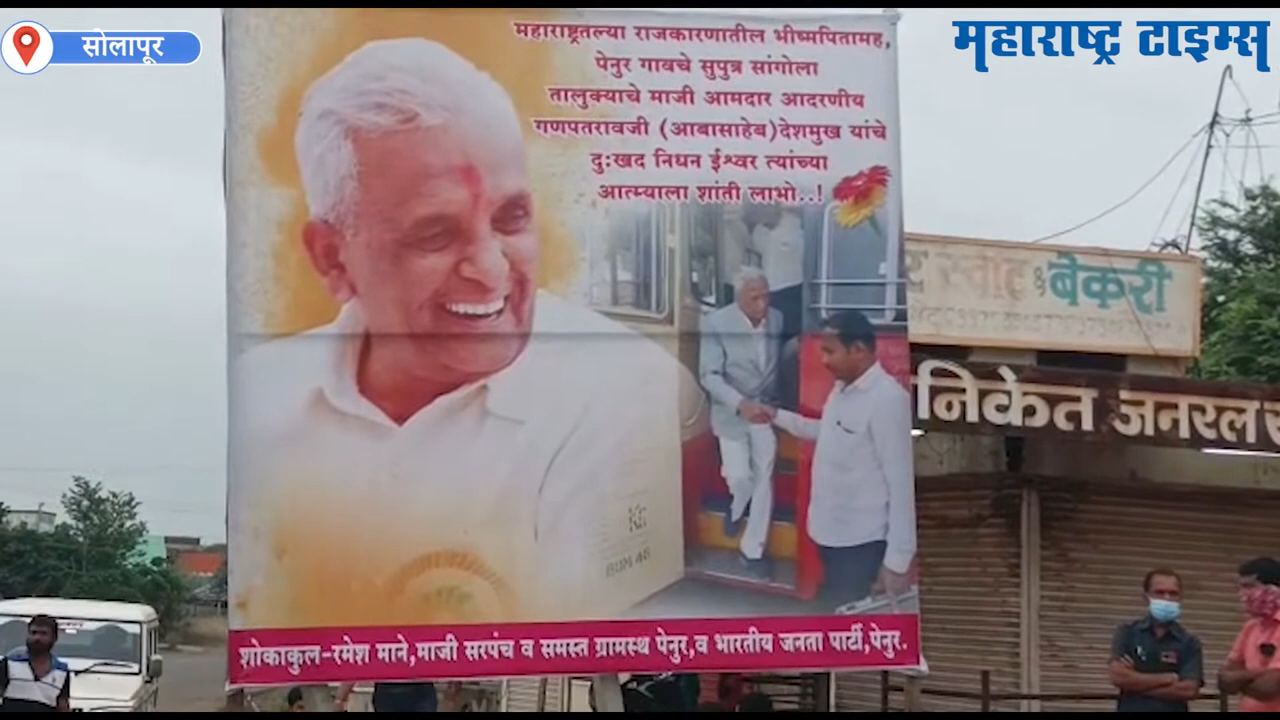 सोलापूर
महाराष्ट्र टाइम्स
महाराष्ट्रतल्या राजकारणातील भीष्मपितामह,
पेनुर गावचे सुपुत्र सांगोला
तालुक्याचे माजी आमदार आदरणीय
गणपतरावजी (आबासाहेब)देशमुख यांचे
दुःखद निधन ईश्वर त्यांच्या
आत्म्याला शांती लाभो..!
स्वीट & बेकरी
निकेत जनरल
शोकाकुल-रमेश माने,माजी सरपंच व समस्त ग्रामस्थ पेनुर,व भारतीय जनता पार्टी,पेनुर.